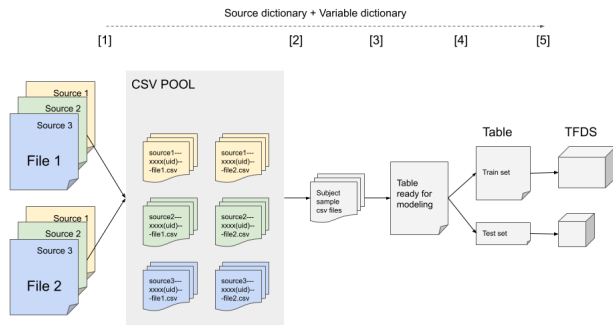 Source dictionary + Variable dictionary
[1] [2] [3] [4] [5]
CSV POOL
Source 1
Source 2
Source 3
File 1
Source 1
Source 2
Source 3
File 2
source1---
xxxx(uid)--
-file1.csv
source1---
xxxx(uid)--
-file2.csv
source2---
xxxx(uid)--
-file1.csv
source2---
xxxx(uid)--
-file2.csv
source3---
xxxx(uid)--
-file1.csv
source3---
xxxx(uid)--
-file2.csv
Subject
sample
csv files
Table
ready for
modeling
Table
Train set
Test set
TFDS